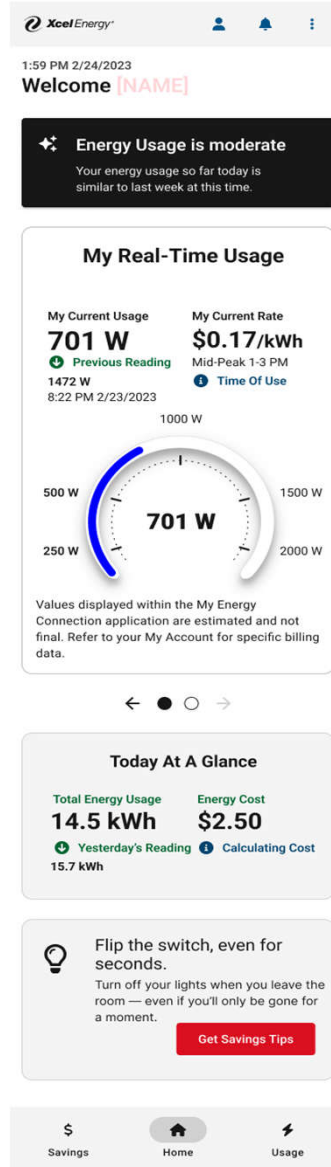 Xcel Energy
1:59 PM 2/24/2023
Welcome [NAME]
Energy Usage is moderate
Your energy usage so far today is
similar to last week at this time.
My Real-Time Usage
My Current Usage
701 W
Previous Reading
1472 W
8:22 PM 2/23/2023
My Current Rate
$0.17/kWh
Mid-Peak 1-3 PM
Time Of Use
1000 W
500 W
1500 W
701 W
250 W
2000 W
Values displayed within the My Energy
Connection application are estimated and not
final. Refer to your My Account for specific billing
data.
Today At A Glance
Total Energy Usage
14.5 kWh
Yesterday's Reading
15.7 kWh
Energy Cost
$2.50
Calculating Cost
Flip the switch, even for
seconds.
Turn off your lights when you leave the
room — even if you'll only be gone for
a moment.
Get Savings Tips
Savings
Home
Usage